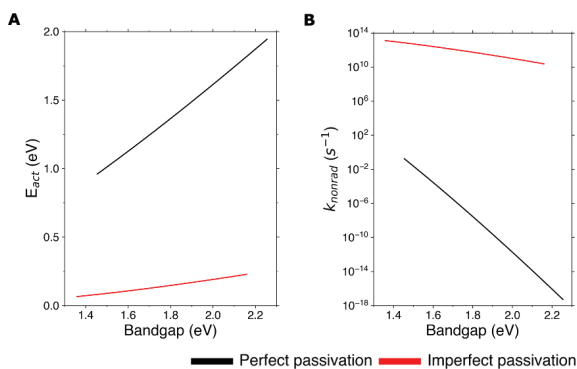 A
2.0
1.5
1.0
0.5
0.0
E_act (eV)
1.4 1.6 1.8 2.0 2.2
Bandgap (eV)
B
10^14
10^10
10^6
10^2
10^−2
10^−6
10^−10
10^−14
10^−18
k_nonrad (s^−1)
1.4 1.6 1.8 2.0 2.2
Bandgap (eV)
Perfect passivation Imperfect passivation